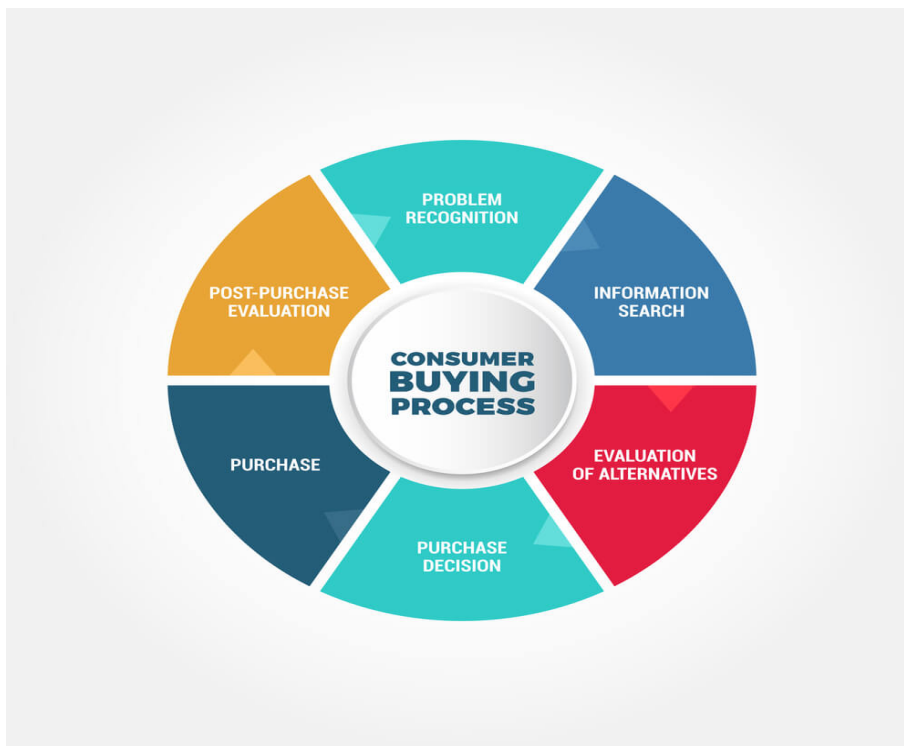 PROBLEM
RECOGNITION
INFORMATION
SEARCH
EVALUATION
OF ALTERNATIVES
PURCHASE
DECISION
PURCHASE
POST-PURCHASE
EVALUATION
CONSUMER
BUYING
PROCESS